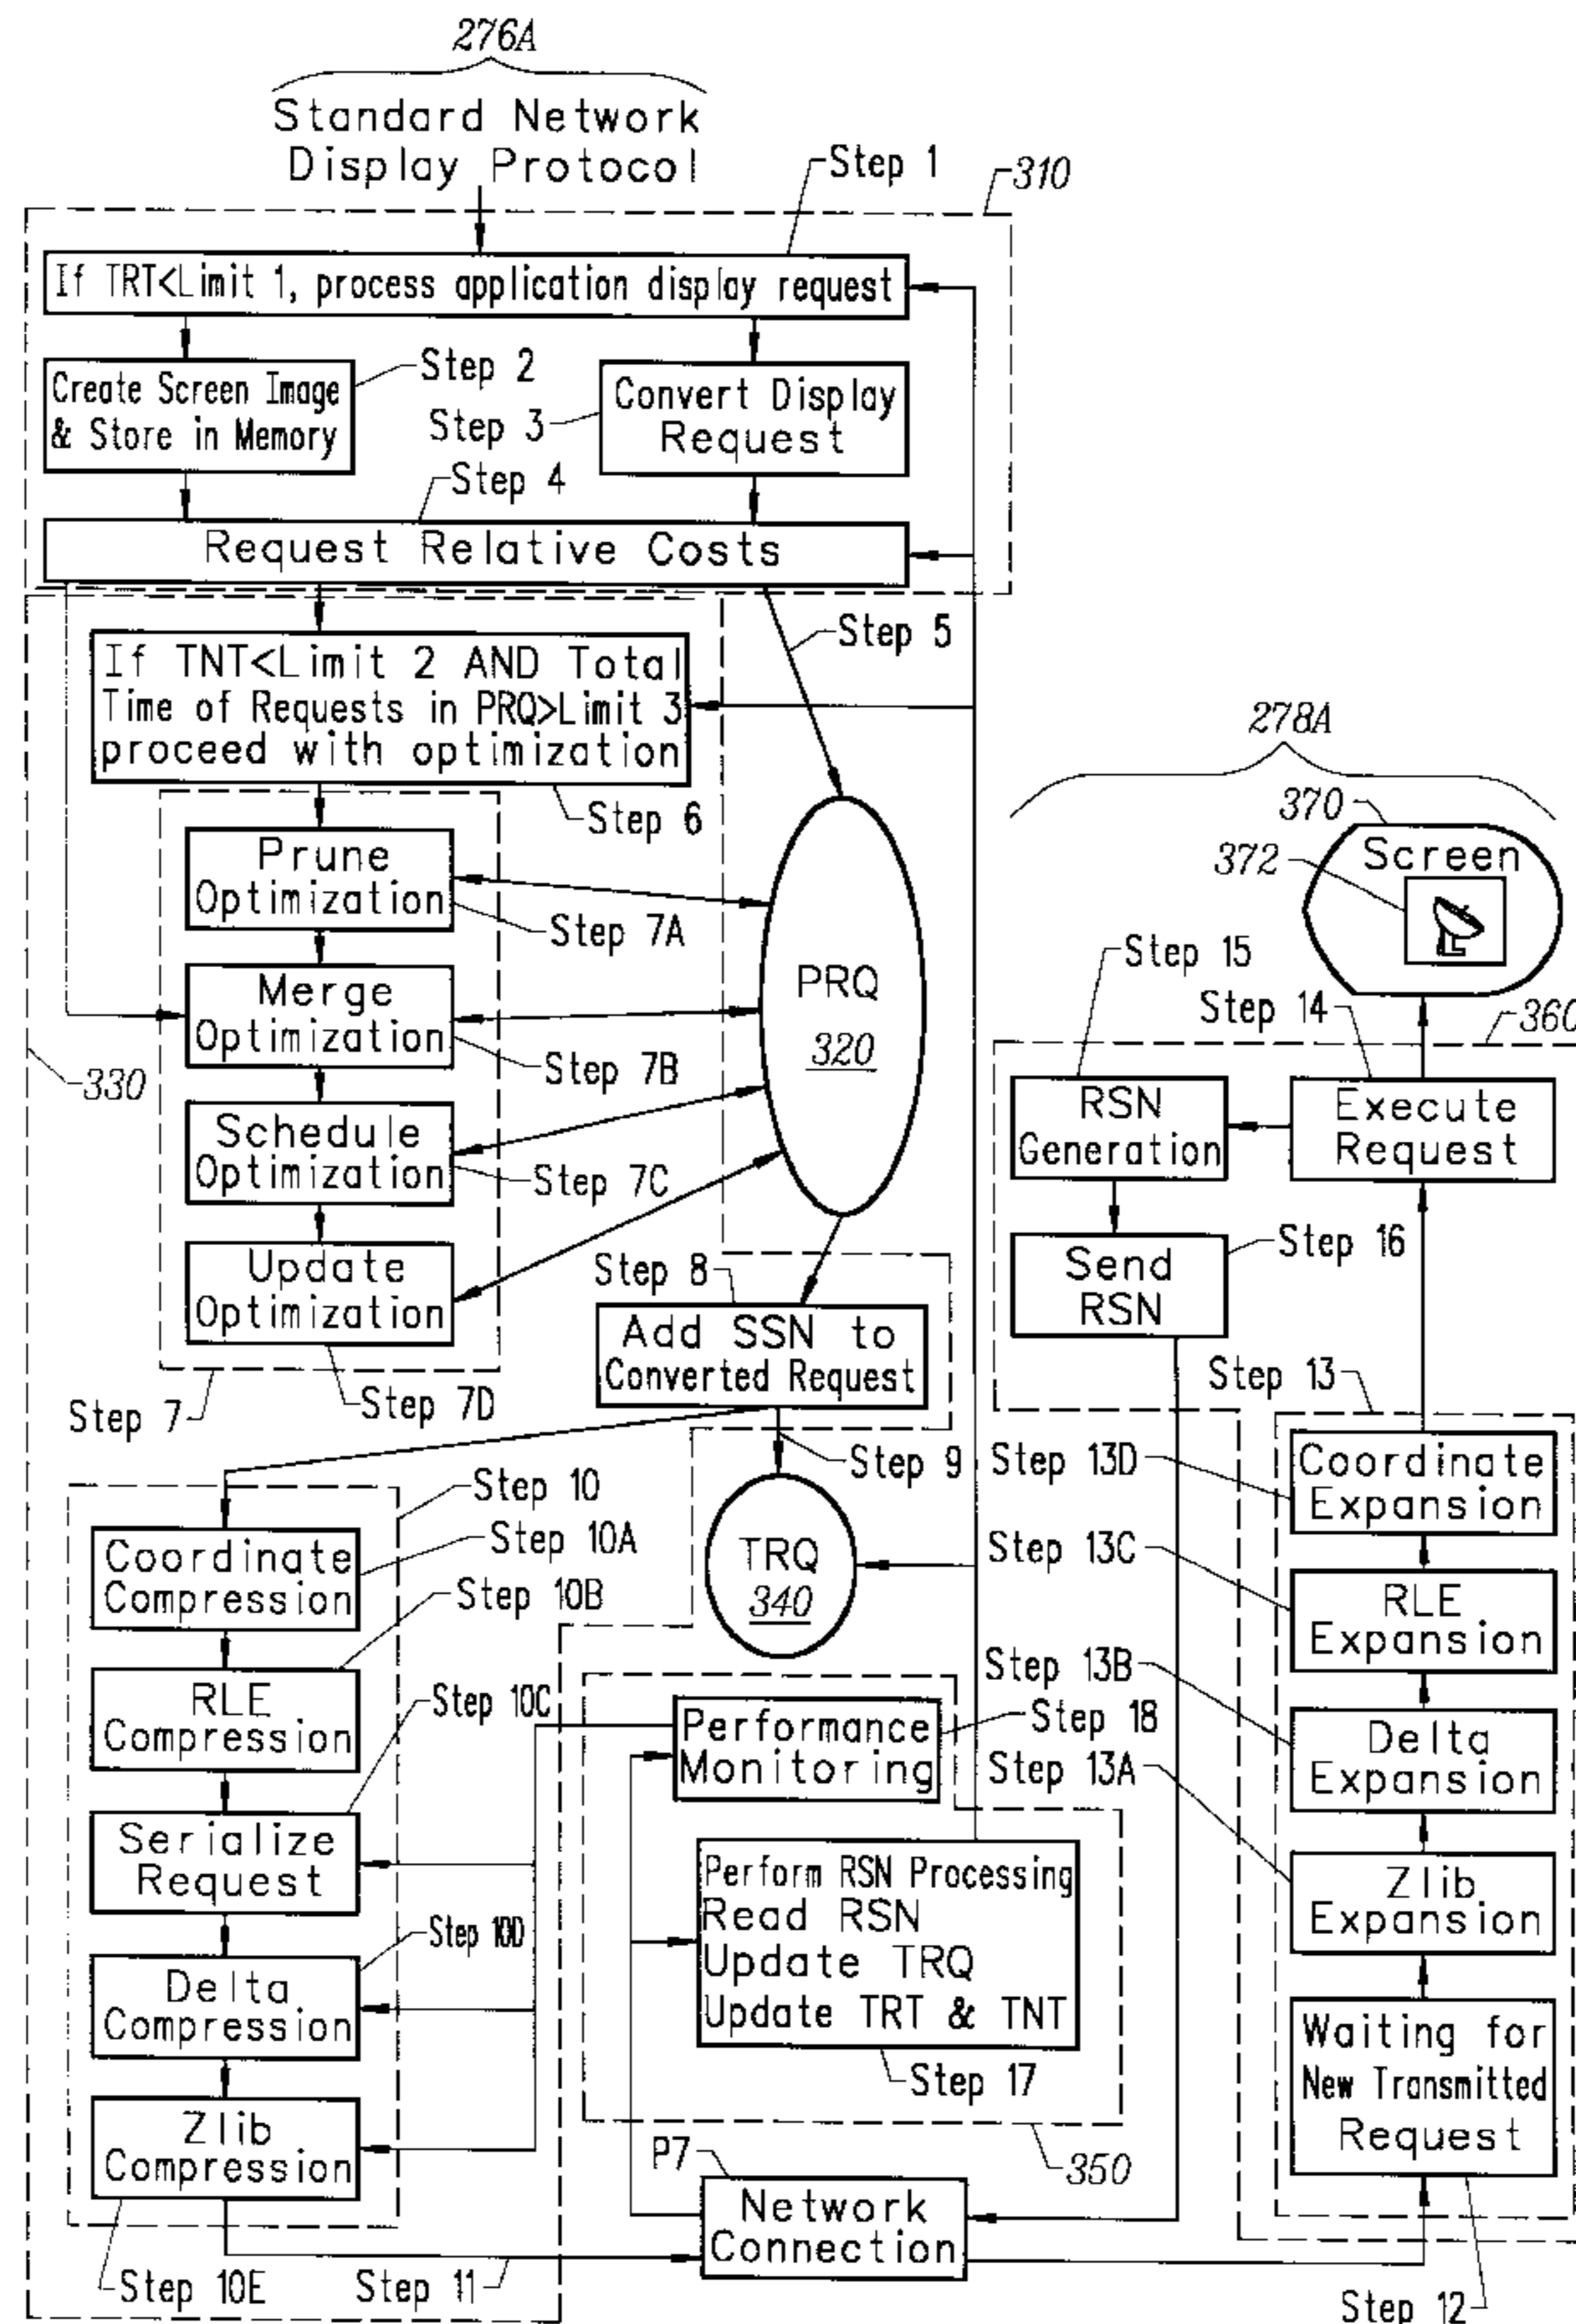 276A
Standard Network
Display Protocol
Step 1
310
If TRT<Limit 1, process application display request
Create Screen Image
& Store in Memory
Step 2
Step 3
Convert Display
Request
Step 4
Request Relative Costs
Step 5
If TNT<Limit 2 AND Total
Time of Requests in PRQ>Limit 3
proceed with optimization
Step 6
Prune
Optimization
Step 7A
Merge
Optimization
Step 7B
Schedule
Optimization
Step 7C
Update
Optimization
Step 7D
Step 7
330
PRQ
320
Step 8
Add SSN to
Converted Request
Step 9
TRQ
340
Step 10
Coordinate
Compression
Step 10A
RLE
Compression
Step 10B
Serialize
Request
Step 10C
Delta
Compression
Step 10D
Zlib
Compression
Step 10E
Step 11
Performance
Monitoring
Step 18
Perform RSN Processing
Read RSN
Update TRQ
Update TRT & TNT
Step 17
350
P7
Network
Connection
278A
370
Screen
372
Step 15
Step 14
360
RSN
Generation
Execute
Request
Send
RSN
Step 16
Step 13
Step 13D
Coordinate
Expansion
Step 13C
RLE
Expansion
Step 13B
Delta
Expansion
Step 13A
Zlib
Expansion
Waiting for
New Transmitted
Request
Step 12